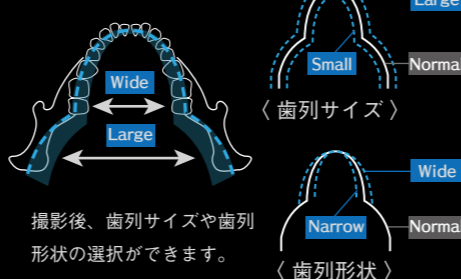 Wide
Large
撮影後、歯列サイズや歯列
形状の選択ができます。
Large
Small
Normal
〈 歯列サイズ 〉
Wide
Narrow
Normal
〈 歯列形状 〉